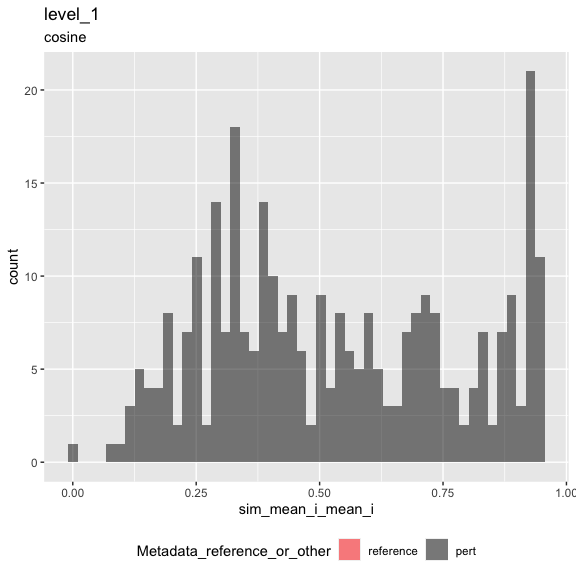 level_1
cosine
count
20
15
10
5
0
0.00
0.25
0.50
0.75
1.00
sim_mean_i_mean_i
Metadata_reference_or_other
reference
pert